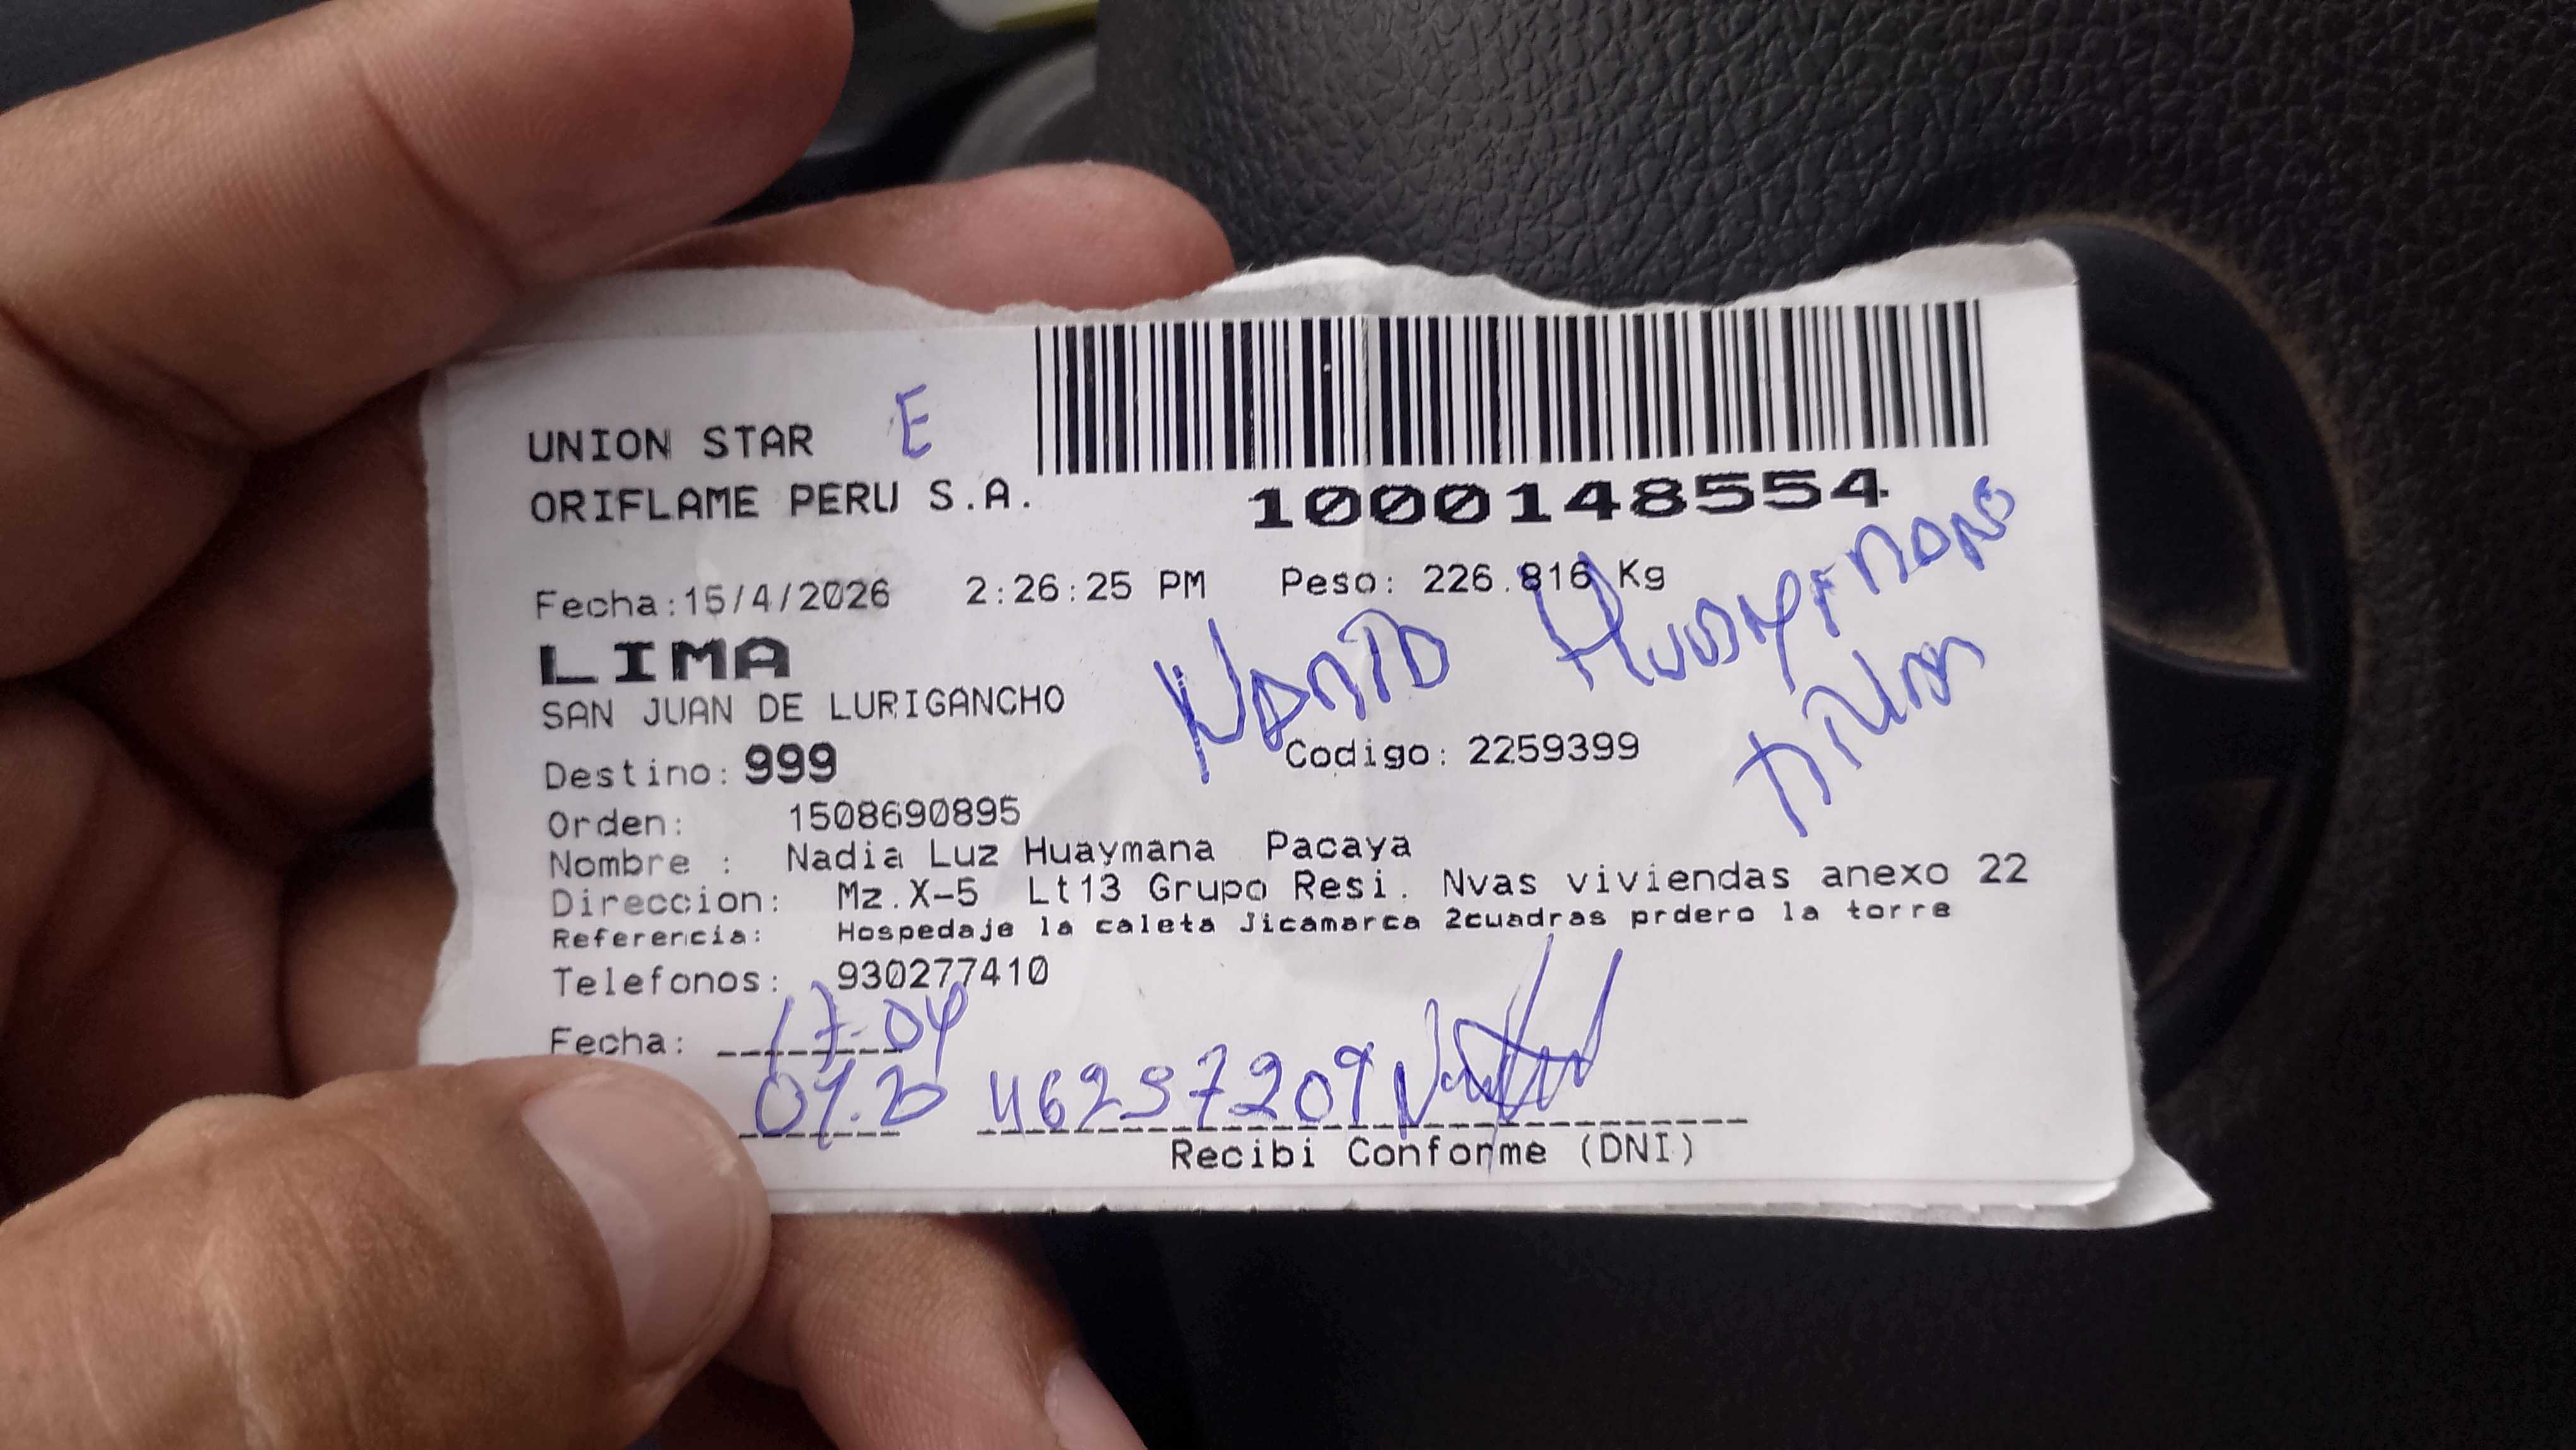 UNION STAR E
ORIFLAME PERU S.A.
1000148554
Fecha:15/4/2026 2:26:25 PM Peso: 226.816 Kg
LIMA
SAN JUAN DE LURIGANCHO
Destino: 999 Codigo: 2259399
Orden: 1508690895
Nombre : Nadia Luz Huaymana Pacaya
Direccion: Mz.X-5 Lt13 Grupo Resi. Nvas viviendas anexo 22
Referencia: Hospedaje la caleta Jicamarca 2cuadras prdero la torre
Telefonos: 930277410
Fecha: 17-04
46297209
Recibi Conforme (DNI)